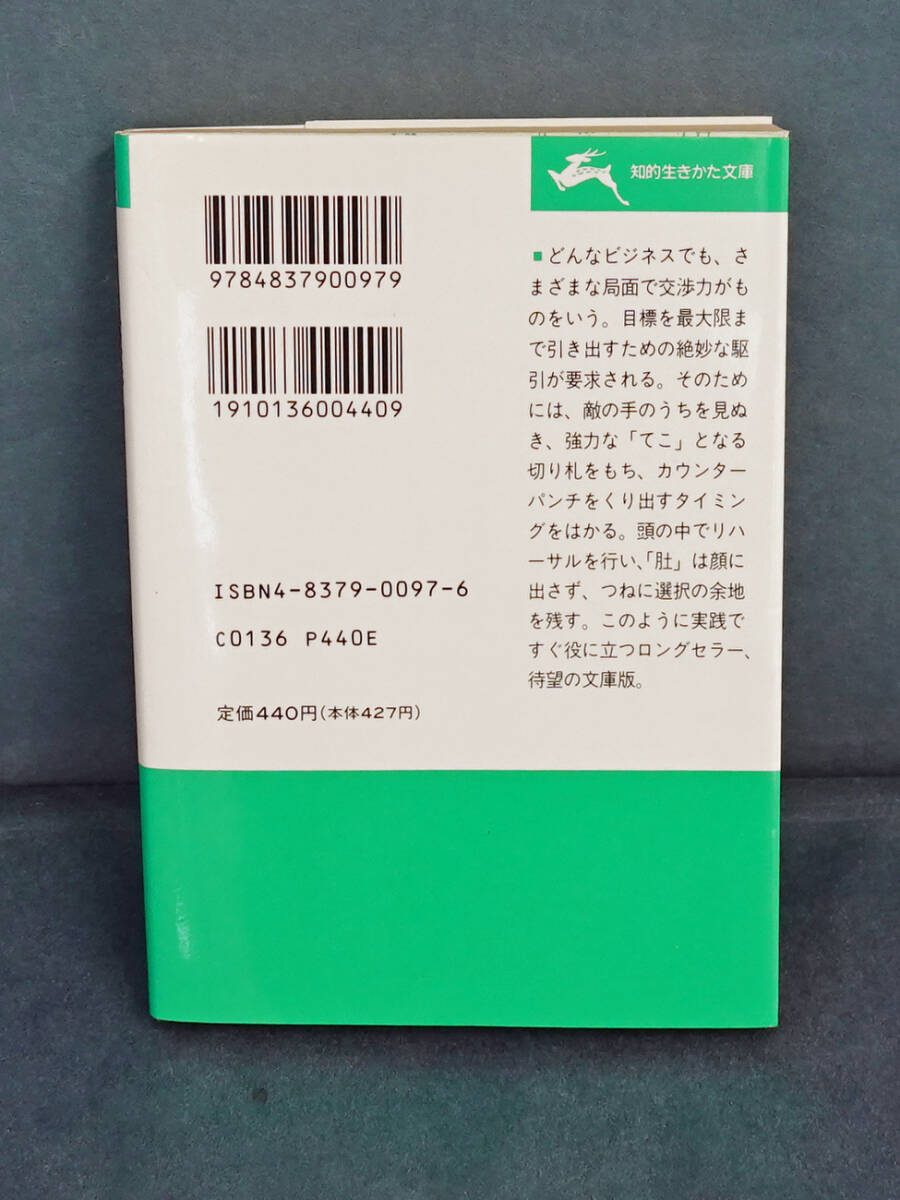 知的生きかた文庫
9784837900979
1910136004409
ISBN4-8379-0097-6
C0136 P440E
定価440円(本体427円)
■どんなビジネスでも、さ
まざまな局面で交渉力がも
のをいう。目標を最大限ま
で引き出すための絶妙な駆
引が要求される。そのため
には、敵の手のうちを見ぬ
き、強力な「てこ」となる
切り札をもち、カウンター
パンチをくり出すタイミン
グをはかる。頭の中でリハ
ーサルを行い、「肚」は顔に
出さず、つねに選択の余地
を残す。このように実践で
すぐ役に立つロングセラー、
待望の文庫版。